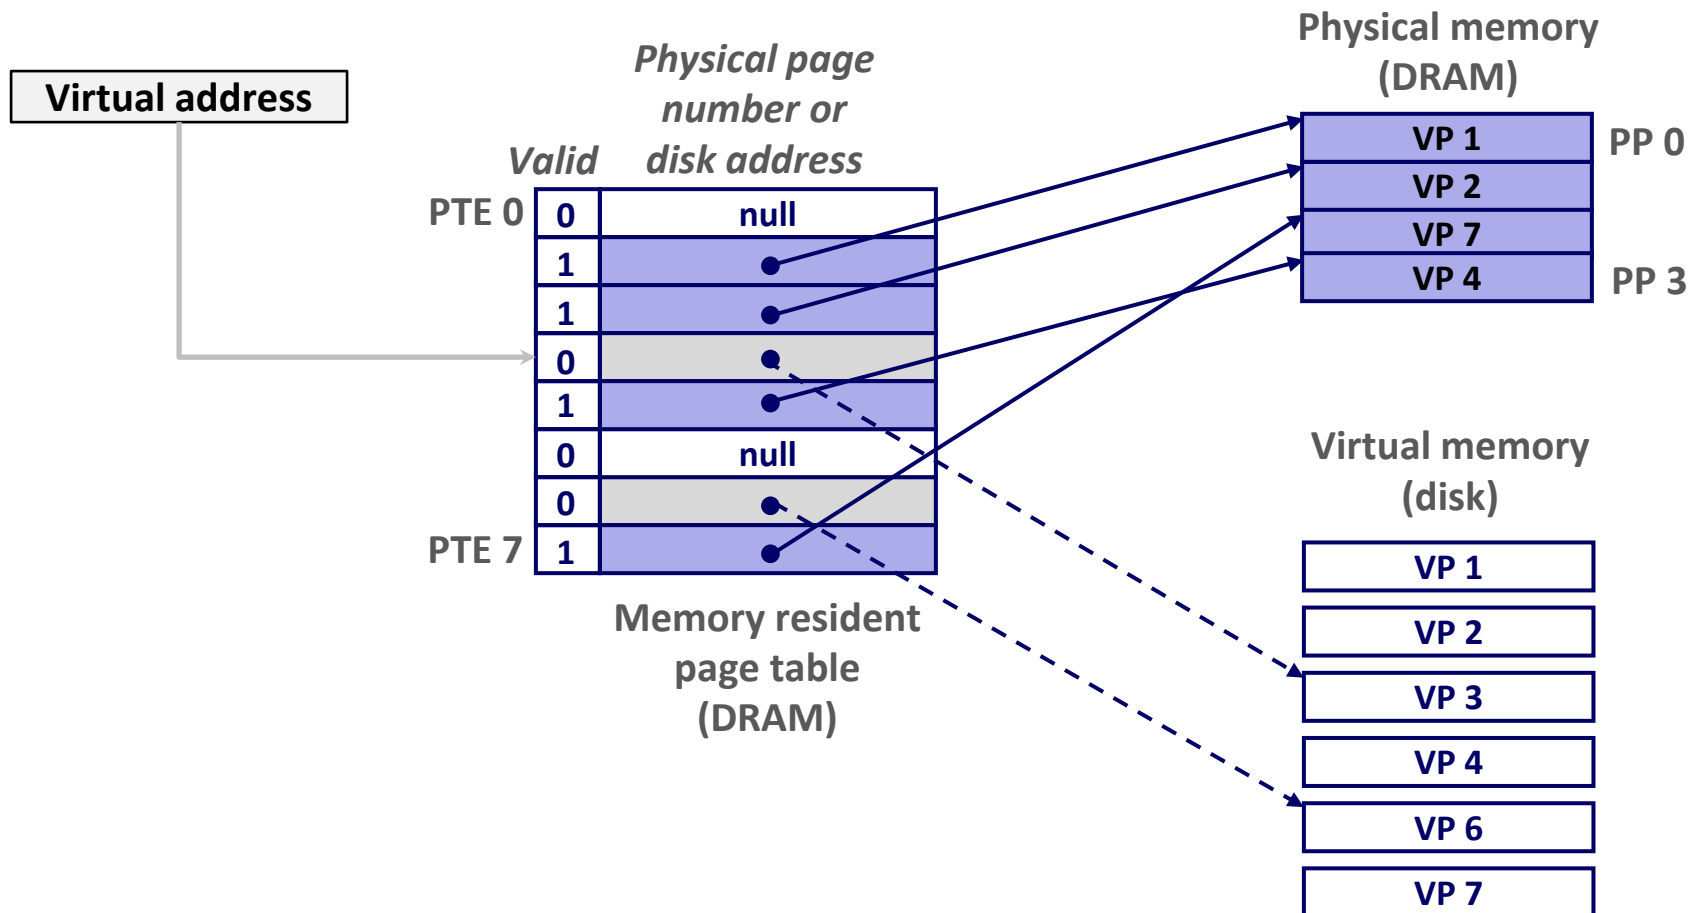 Virtual address
Physical page
number or
disk address
Valid
PTE 0
0
null
1
1
0
1
0
null
0
PTE 7
1
Memory resident
page table
(DRAM)
Physical memory
(DRAM)
VP 1
PP 0
VP 2
VP 7
VP 4
PP 3
Virtual memory
(disk)
VP 1
VP 2
VP 3
VP 4
VP 6
VP 7